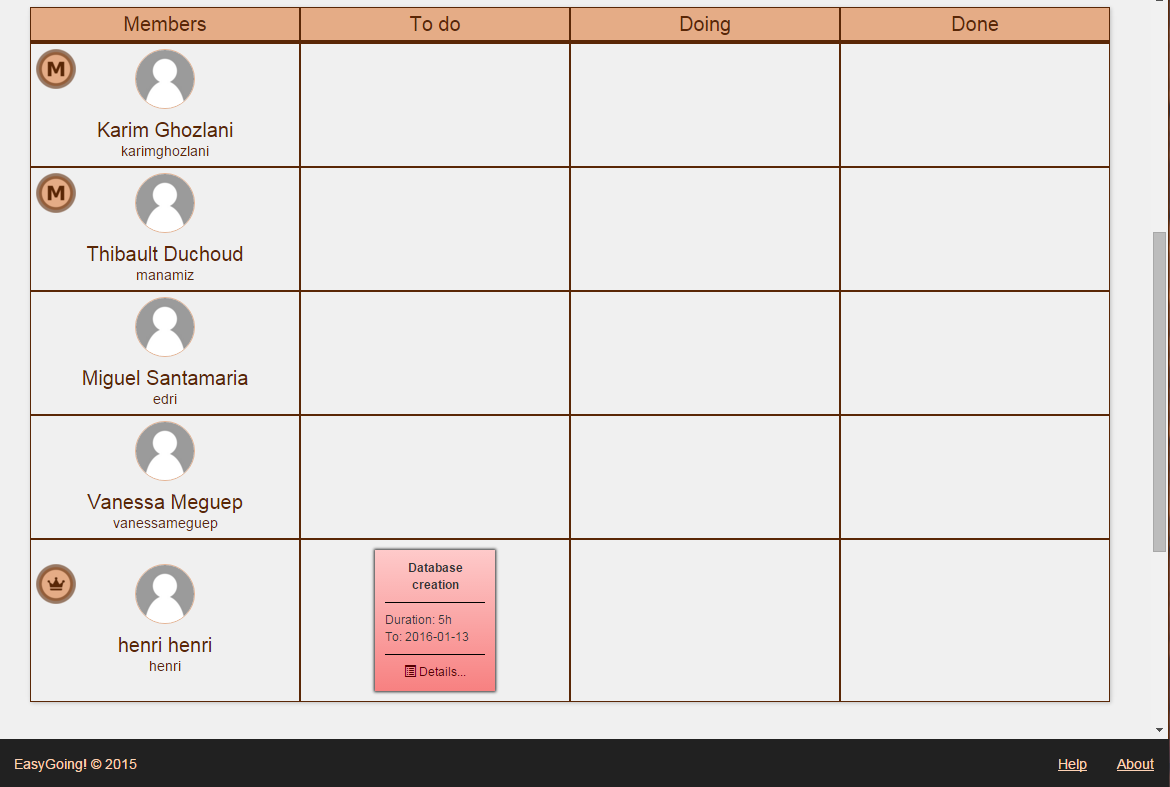 Members To do Doing Done
M
Karim Ghozlani
karimghozlani
M
Thibault Duchoud
manamiz
Miguel Santamaria
edri
Vanessa Meguep
vanessameguep
henri henri
henri
Database
creation
Duration: 5h
To: 2016-01-13
Details...
EasyGoing! © 2015 Help About